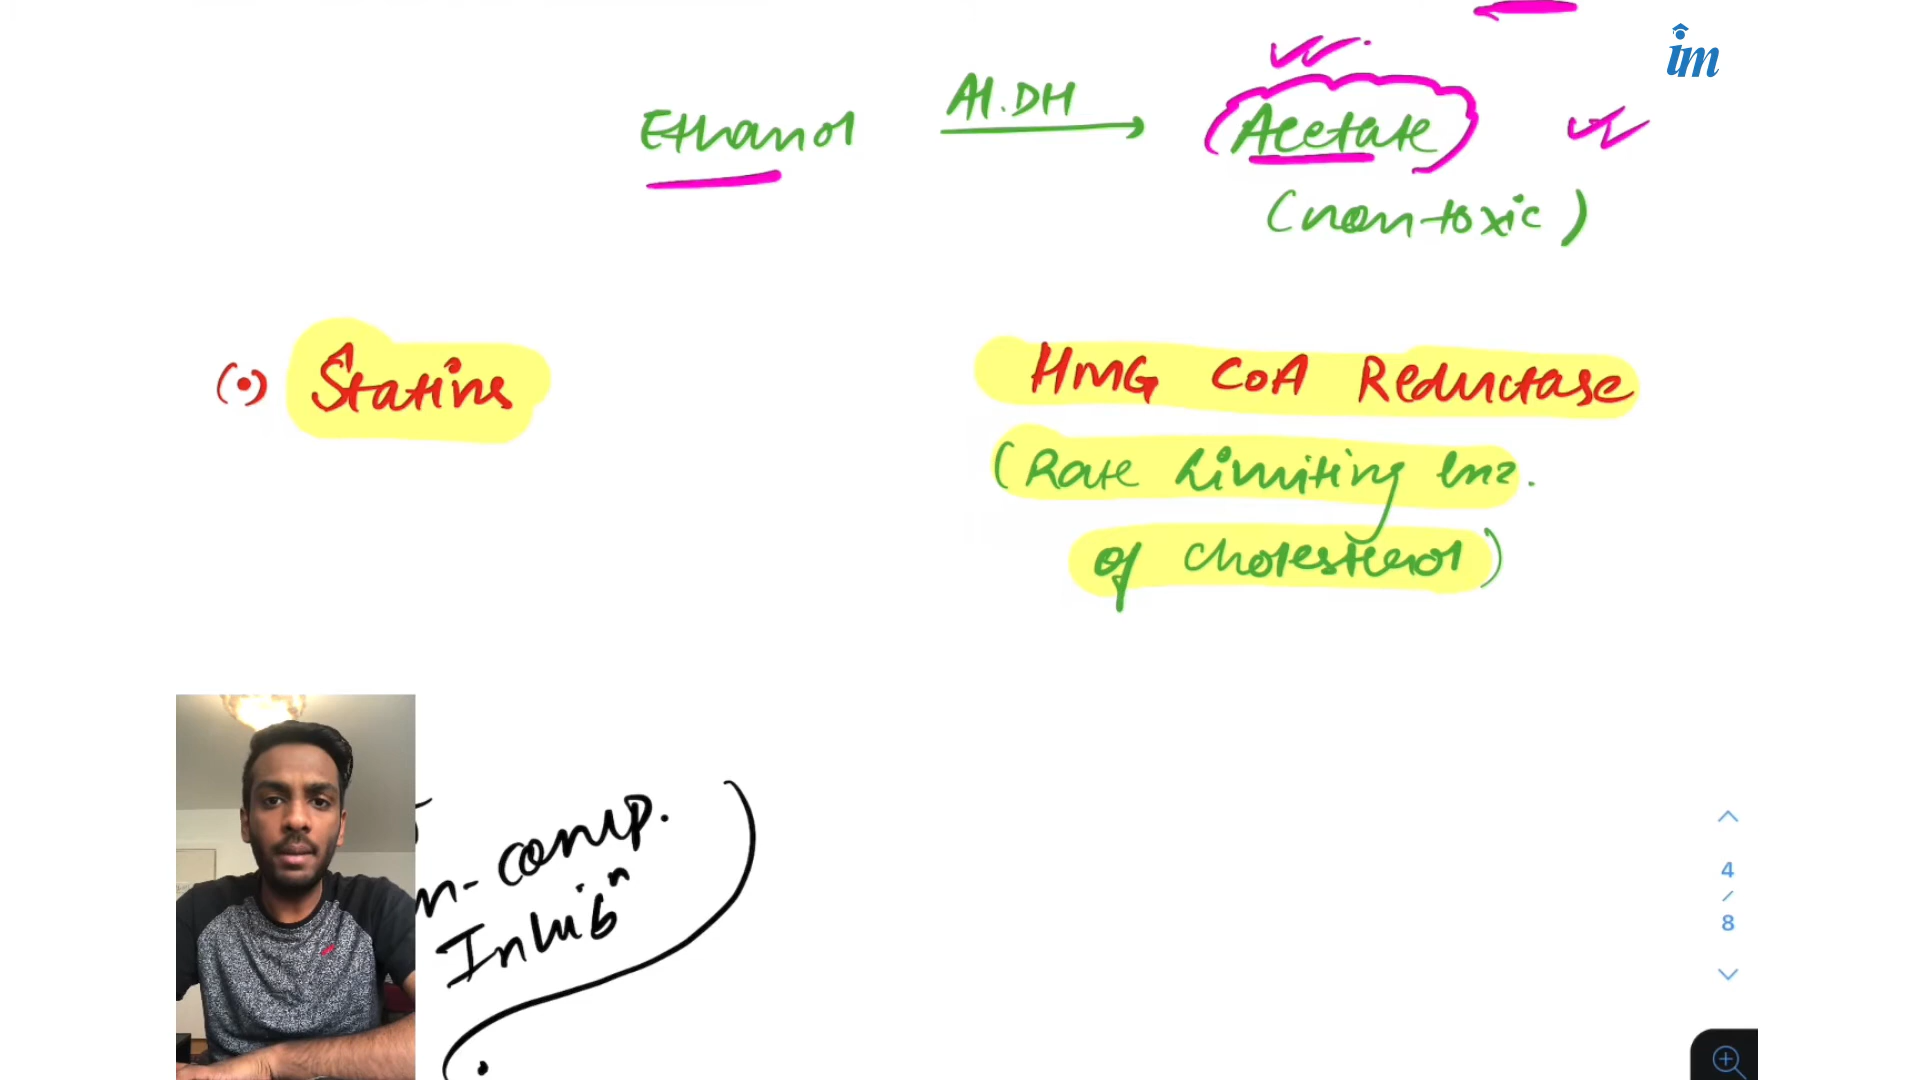 im
Ethanol Al.DH Acetate
(non-toxic)
(•) Statins HMG CoA Reductase
(Rate Limiting enz.
of Cholesterol)
n-comp.
Inhibⁿ
4
/
8